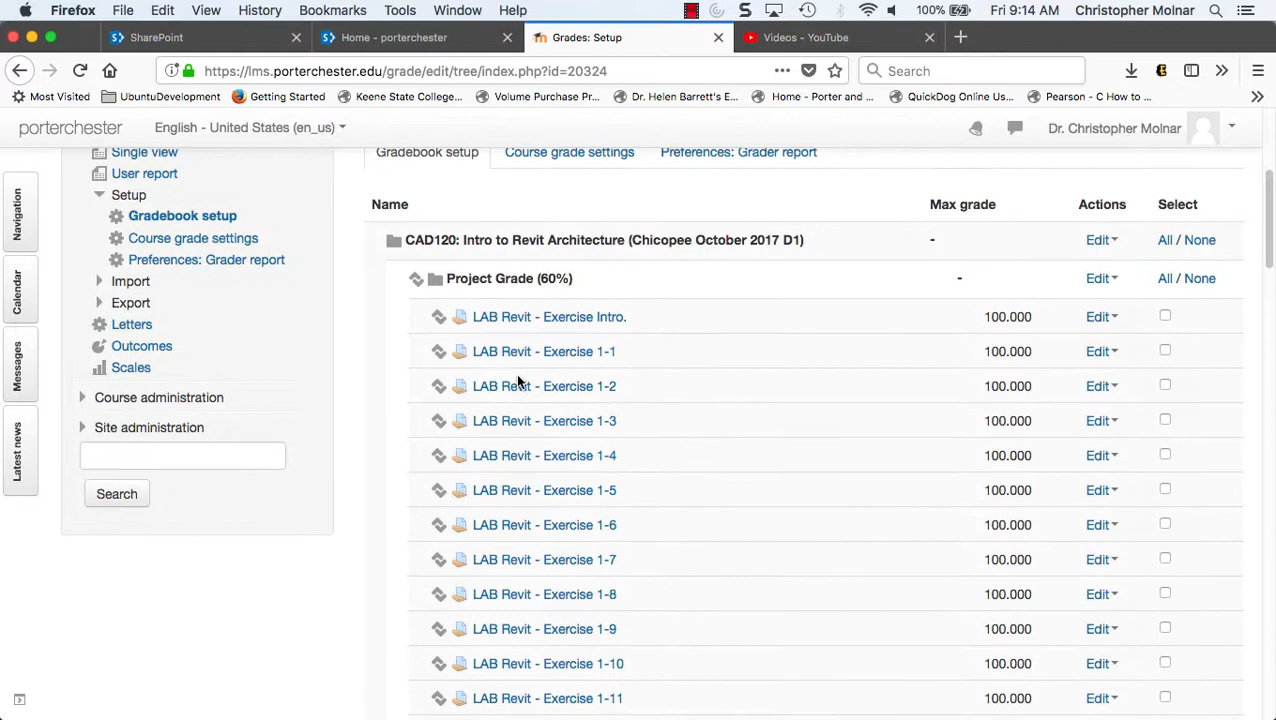 Firefox File Edit View History Bookmarks Tools Window Help 100% Fri 9:14 AM Christopher Molnar
SharePoint Home - porterchester Grades: Setup Videos - YouTube
https://lms.porterchester.edu/grade/edit/tree/index.php?id=20324 Search
Most Visited UbuntuDevelopment Getting Started Keene State College... Volume Purchase Pr... Dr. Helen Barrett's E... Home - Porter and ... QuickDog Online Us... Pearson - C How to ...
porterchester English - United States (en_us) Dr. Christopher Molnar
Navigation
Calendar
Messages
Latest news
Single view
User report
Setup
Gradebook setup
Course grade settings
Preferences: Grader report
Import
Export
Letters
Outcomes
Scales
Course administration
Site administration
Search
Gradebook setup Course grade settings Preferences: Grader report
Name Max grade Actions Select
CAD120: Intro to Revit Architecture (Chicopee October 2017 D1) - Edit All / None
Project Grade (60%) - Edit All / None
LAB Revit - Exercise Intro. 100.000 Edit
LAB Revit - Exercise 1-1 100.000 Edit
LAB Revit - Exercise 1-2 100.000 Edit
LAB Revit - Exercise 1-3 100.000 Edit
LAB Revit - Exercise 1-4 100.000 Edit
LAB Revit - Exercise 1-5 100.000 Edit
LAB Revit - Exercise 1-6 100.000 Edit
LAB Revit - Exercise 1-7 100.000 Edit
LAB Revit - Exercise 1-8 100.000 Edit
LAB Revit - Exercise 1-9 100.000 Edit
LAB Revit - Exercise 1-10 100.000 Edit
LAB Revit - Exercise 1-11 100.000 Edit